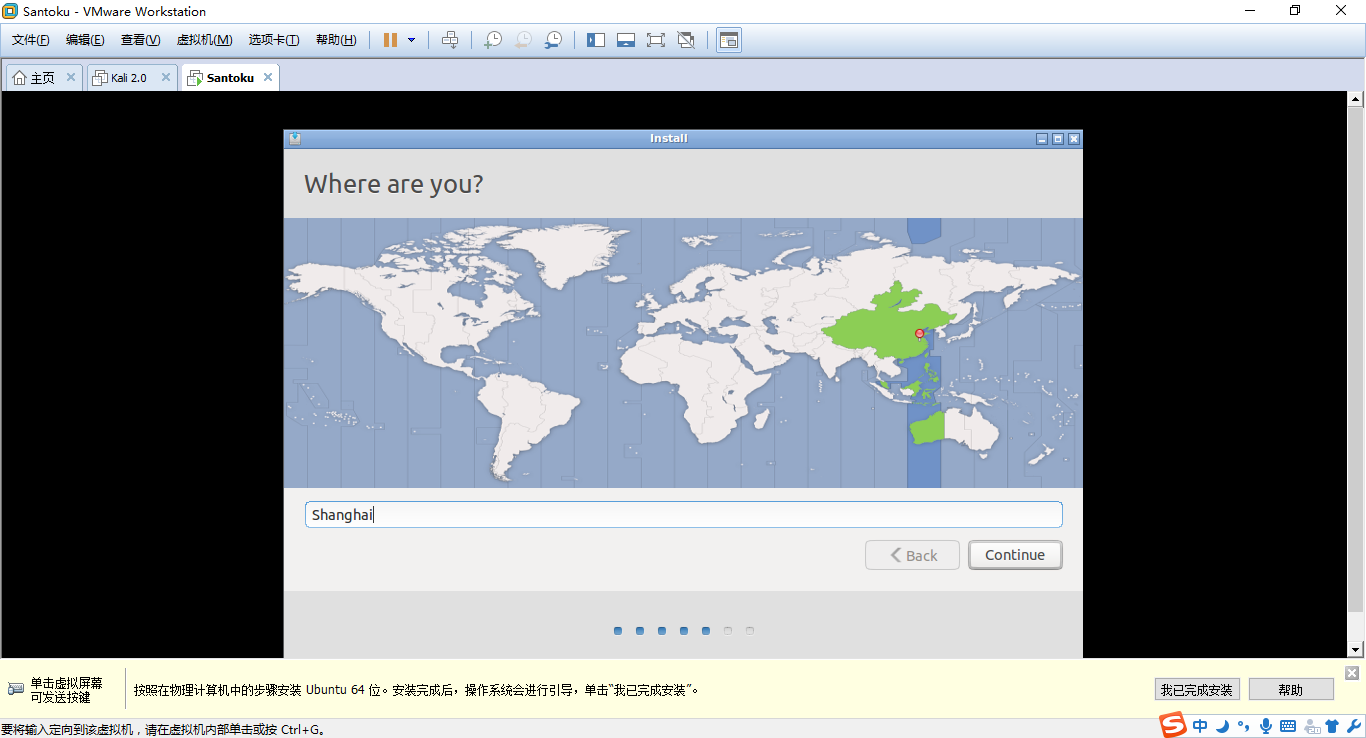 Santoku - VMware Workstation
文件(F) 编辑(E) 查看(V) 虚拟机(M) 选项卡(T) 帮助(H)
主页 Kali 2.0 Santoku
Install
Where are you?
Shanghai
Back Continue
单击虚拟屏幕
可发送按键
按照在物理计算机中的步骤安装 Ubuntu 64 位。安装完成后，操作系统会进行引导，单击“我已完成安装”。
我已完成安装 帮助
要将输入定向到该虚拟机，请在虚拟机内部单击或按 Ctrl+G。
中